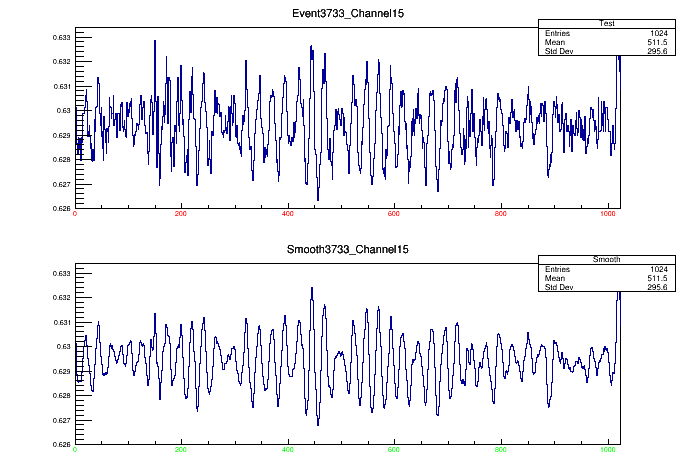 Event3733_Channel15
Test
Entries 1024
Mean 511.5
Std Dev 295.6
0.633
0.632
0.631
0.63
0.629
0.628
0.627
0.626
0 200 400 600 800 1000
Smooth3733_Channel15
Smooth
Entries 1024
Mean 511.5
Std Dev 295.6
0.633
0.632
0.631
0.63
0.629
0.628
0.627
0.626
0 200 400 600 800 1000